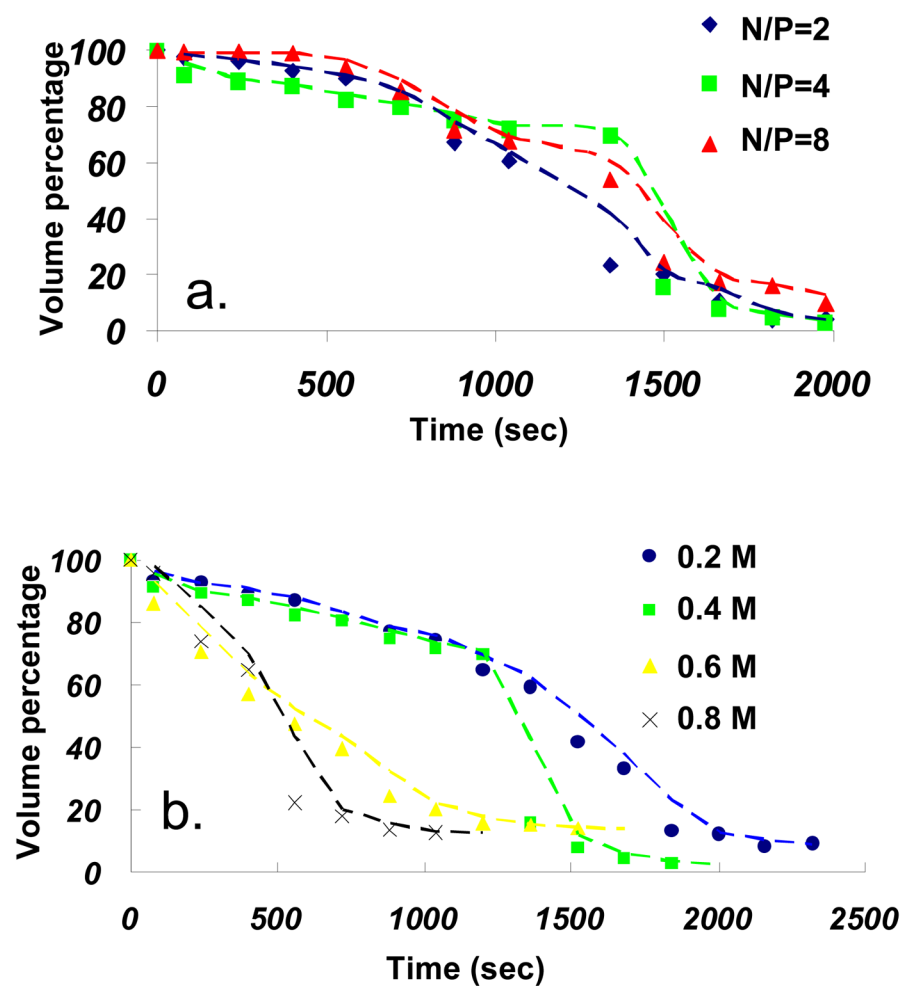 N/P=2
N/P=4
N/P=8
Volume percentage
100
80
60
40
20
0
a.
0 500 1000 1500 2000
Time (sec)
0.2 M
0.4 M
0.6 M
0.8 M
Volume percentage
100
80
60
40
20
0
b.
0 500 1000 1500 2000 2500
Time (sec)